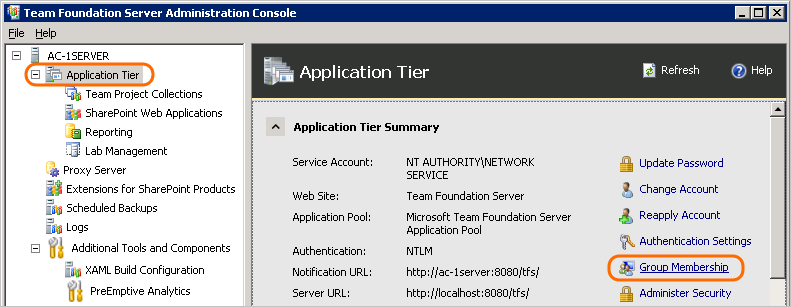 Team Foundation Server Administration Console
File Help
AC-1SERVER
Application Tier
Team Project Collections
SharePoint Web Applications
Reporting
Lab Management
Proxy Server
Extensions for SharePoint Products
Scheduled Backups
Logs
Additional Tools and Components
XAML Build Configuration
PreEmptive Analytics
Application Tier
Refresh
Help
Application Tier Summary
Service Account: NT AUTHORITY\NETWORK
SERVICE
Web Site: Team Foundation Server
Application Pool: Microsoft Team Foundation Server
Application Pool
Authentication: NTLM
Notification URL: http://ac-1server:8080/tfs/
Server URL: http://localhost:8080/tfs/
Update Password
Change Account
Reapply Account
Authentication Settings
Group Membership
Administer Security